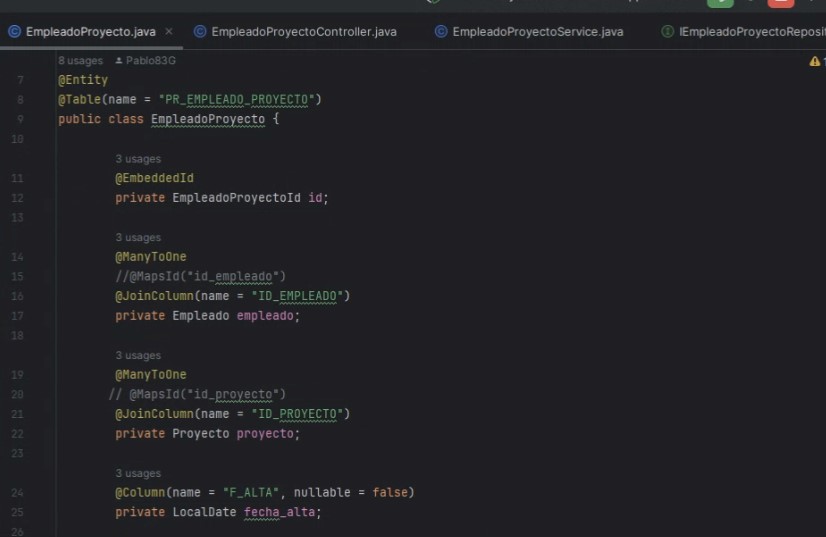 EmpleadoProyecto.java × EmpleadoProyectoController.java EmpleadoProyectoService.java IEmpleadoProyectoReposit
8 usages Pablo83G
7 @Entity
8 @Table(name = "PR_EMPLEADO_PROYECTO")
9 public class EmpleadoProyecto {
10
3 usages
11 @EmbeddedId
12 private EmpleadoProyectoId id;
13
3 usages
14 @ManyToOne
15 //@MapsId("id_empleado")
16 @JoinColumn(name = "ID_EMPLEADO")
17 private Empleado empleado;
18
3 usages
19 @ManyToOne
20 // @MapsId("id_proyecto")
21 @JoinColumn(name = "ID_PROYECTO")
22 private Proyecto proyecto;
23
3 usages
24 @Column(name = "F_ALTA", nullable = false)
25 private LocalDate fecha_alta;
26